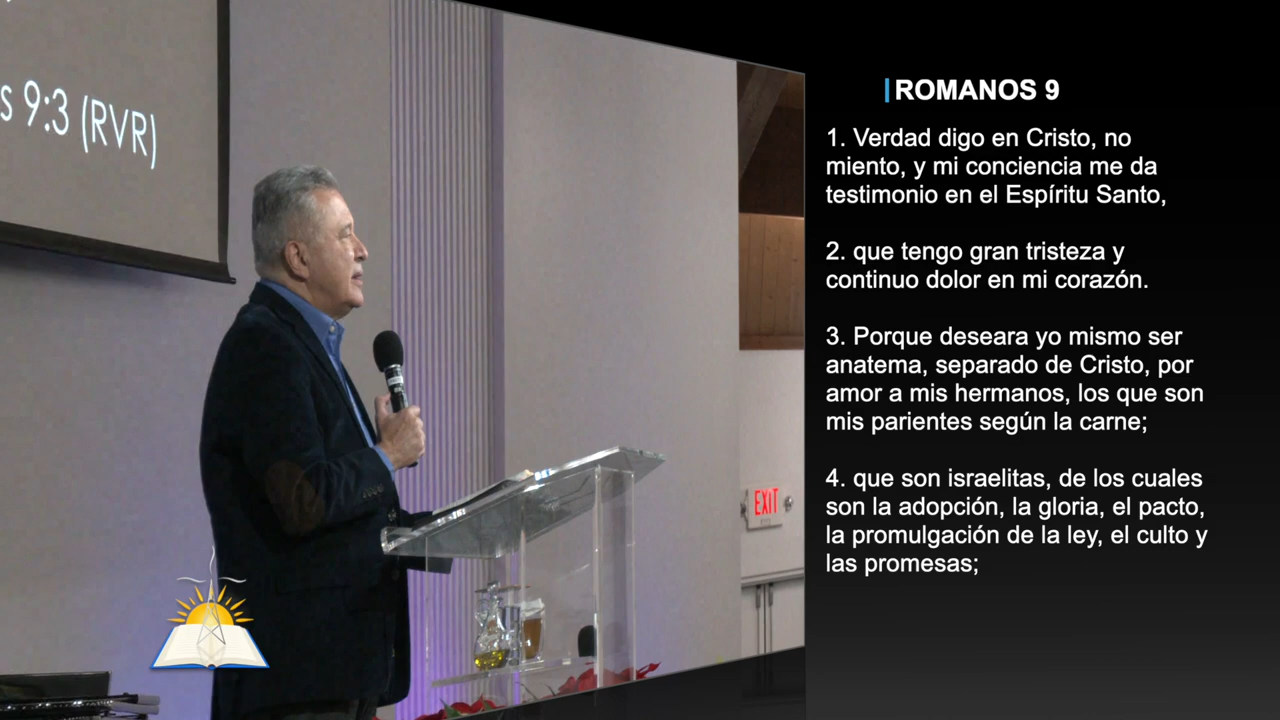 s 9:3 (RVR)
ROMANOS 9
1. Verdad digo en Cristo, no
miento, y mi conciencia me da
testimonio en el Espíritu Santo,
2. que tengo gran tristeza y
continuo dolor en mi corazón.
3. Porque deseara yo mismo ser
anatema, separado de Cristo, por
amor a mis hermanos, los que son
mis parientes según la carne;
4. que son israelitas, de los cuales
son la adopción, la gloria, el pacto,
la promulgación de la ley, el culto y
las promesas;
EXIT